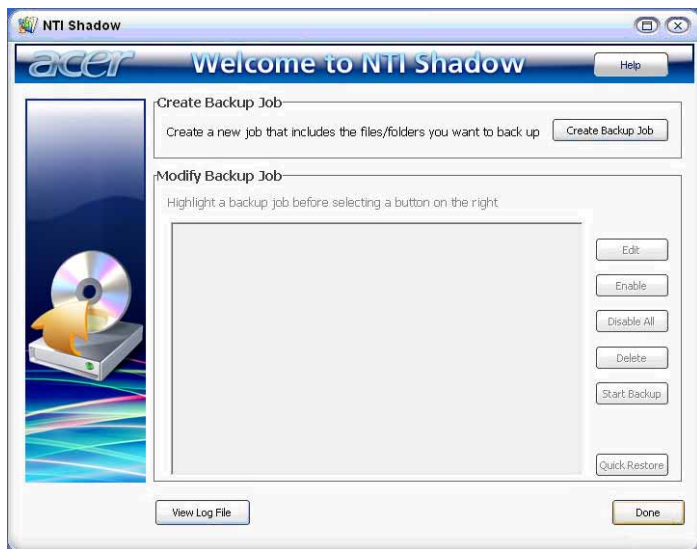 NTI Shadow
acer
Welcome to NTI Shadow
Help
Create Backup Job
Create a new job that includes the files/folders you want to back up
Create Backup Job
Modify Backup Job
Highlight a backup job before selecting a button on the right
Edit
Enable
Disable All
Delete
Start Backup
Quick Restore
View Log File
Done